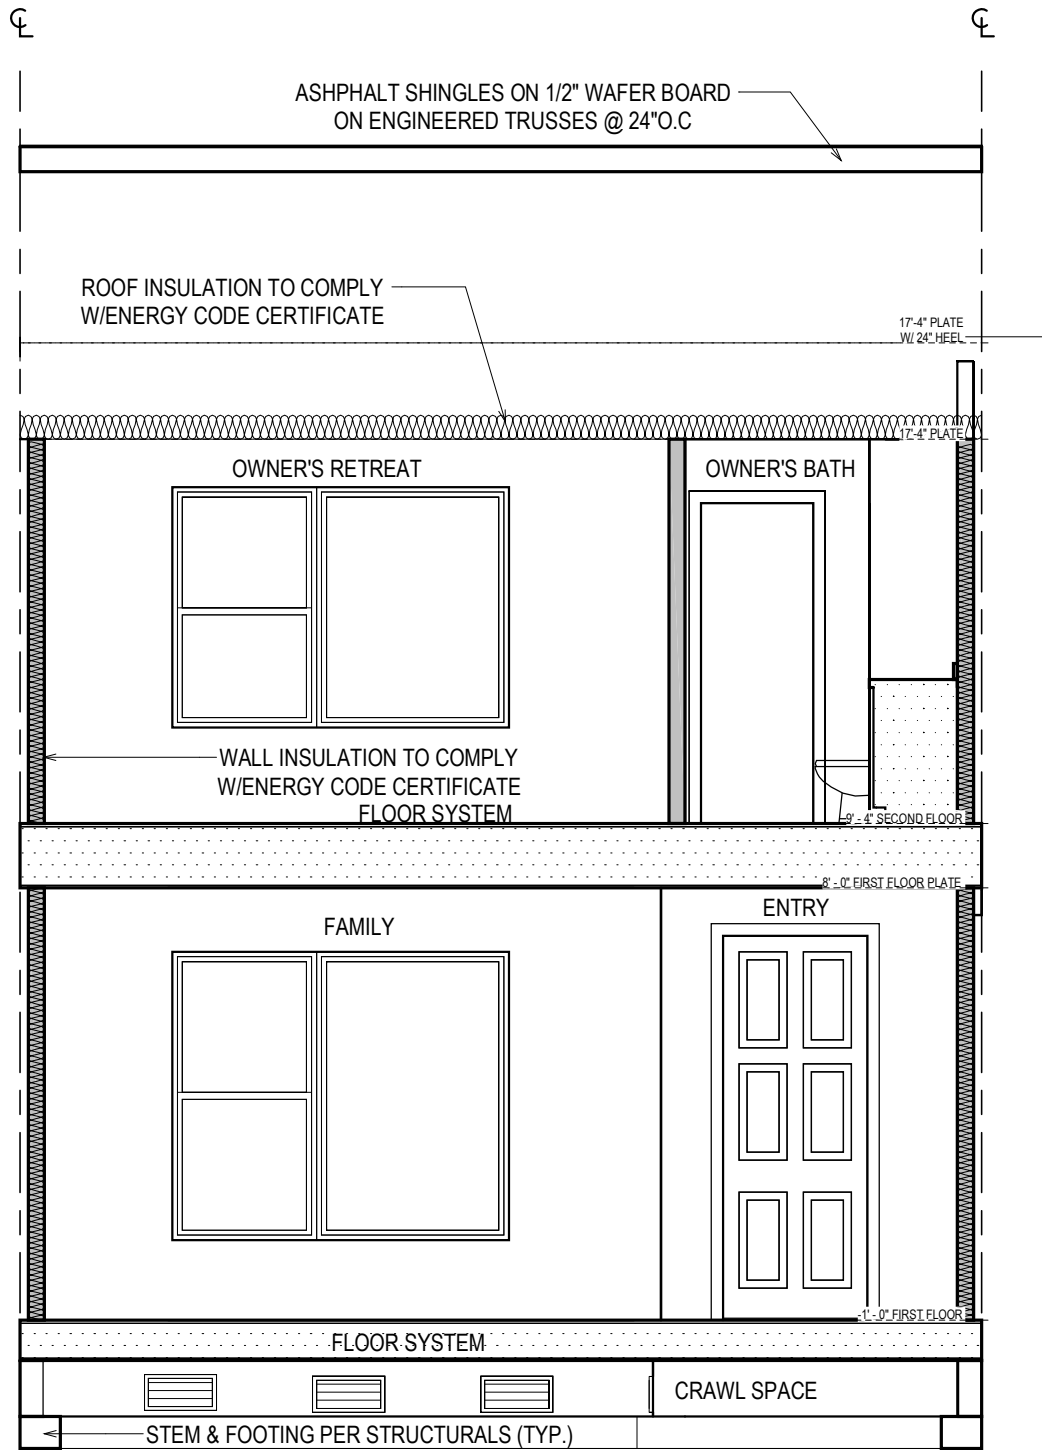 ℄ ℄
ASHPHALT SHINGLES ON 1/2" WAFER BOARD
ON ENGINEERED TRUSSES @ 24"O.C
ROOF INSULATION TO COMPLY
W/ENERGY CODE CERTIFICATE
17'-4" PLATE
W/ 24" HEEL
17'-4" PLATE
OWNER'S RETREAT
OWNER'S BATH
WALL INSULATION TO COMPLY
W/ENERGY CODE CERTIFICATE
FLOOR SYSTEM
9' - 4" SECOND FLOOR
8' - 0" FIRST FLOOR PLATE
ENTRY
FAMILY
-1' - 0" FIRST FLOOR
FLOOR SYSTEM
CRAWL SPACE
STEM & FOOTING PER STRUCTURALS (TYP.)